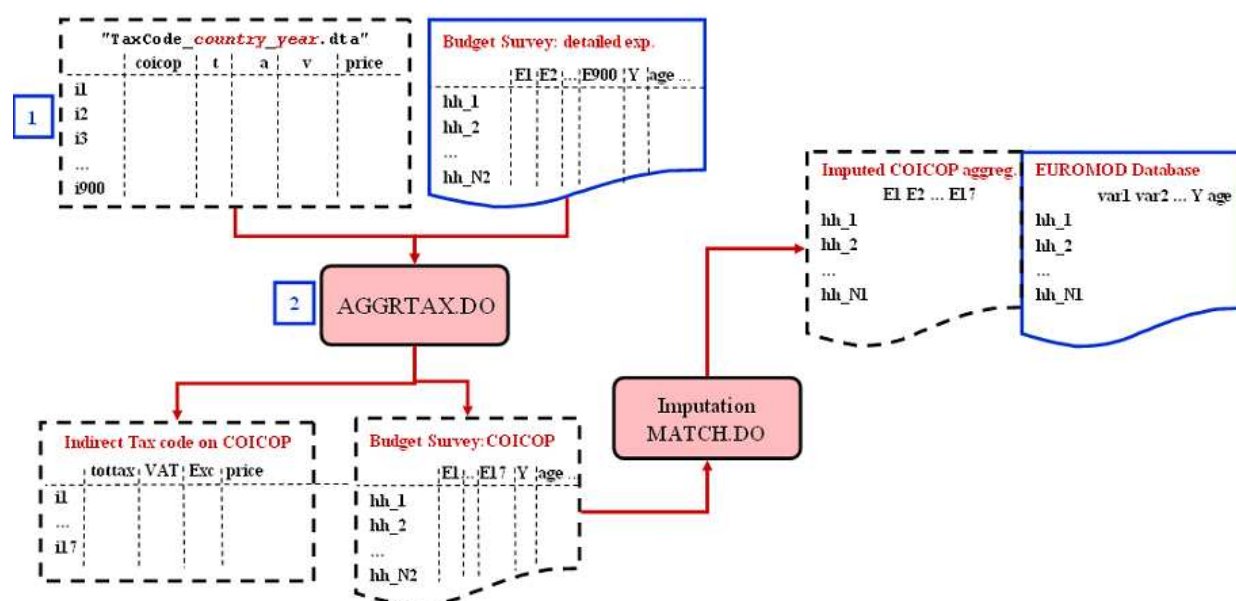 "TaxCode_country_year.dta"
coicop t a v price
i1
i2
i3
...
i900
1
Budget Survey: detailed exp.
E1 E2 ... E900 Y age ...
hh_1
hh_2
...
hh_N2
2
AGGRTAX.DO
Indirect Tax code on COICOP
tottax VAT Exc price
i1
...
i17
Budget Survey:COICOP
E1 .. E17 Y age ...
hh_1
hh_2
...
hh_N2
Imputation
MATCH.DO
Imputed COICOP aggreg.
E1 E2 ... E17
hh_1
hh_2
...
hh_N1
EUROMOD Database
var1 var2 ... Y age
hh_1
hh_2
...
hh_N1